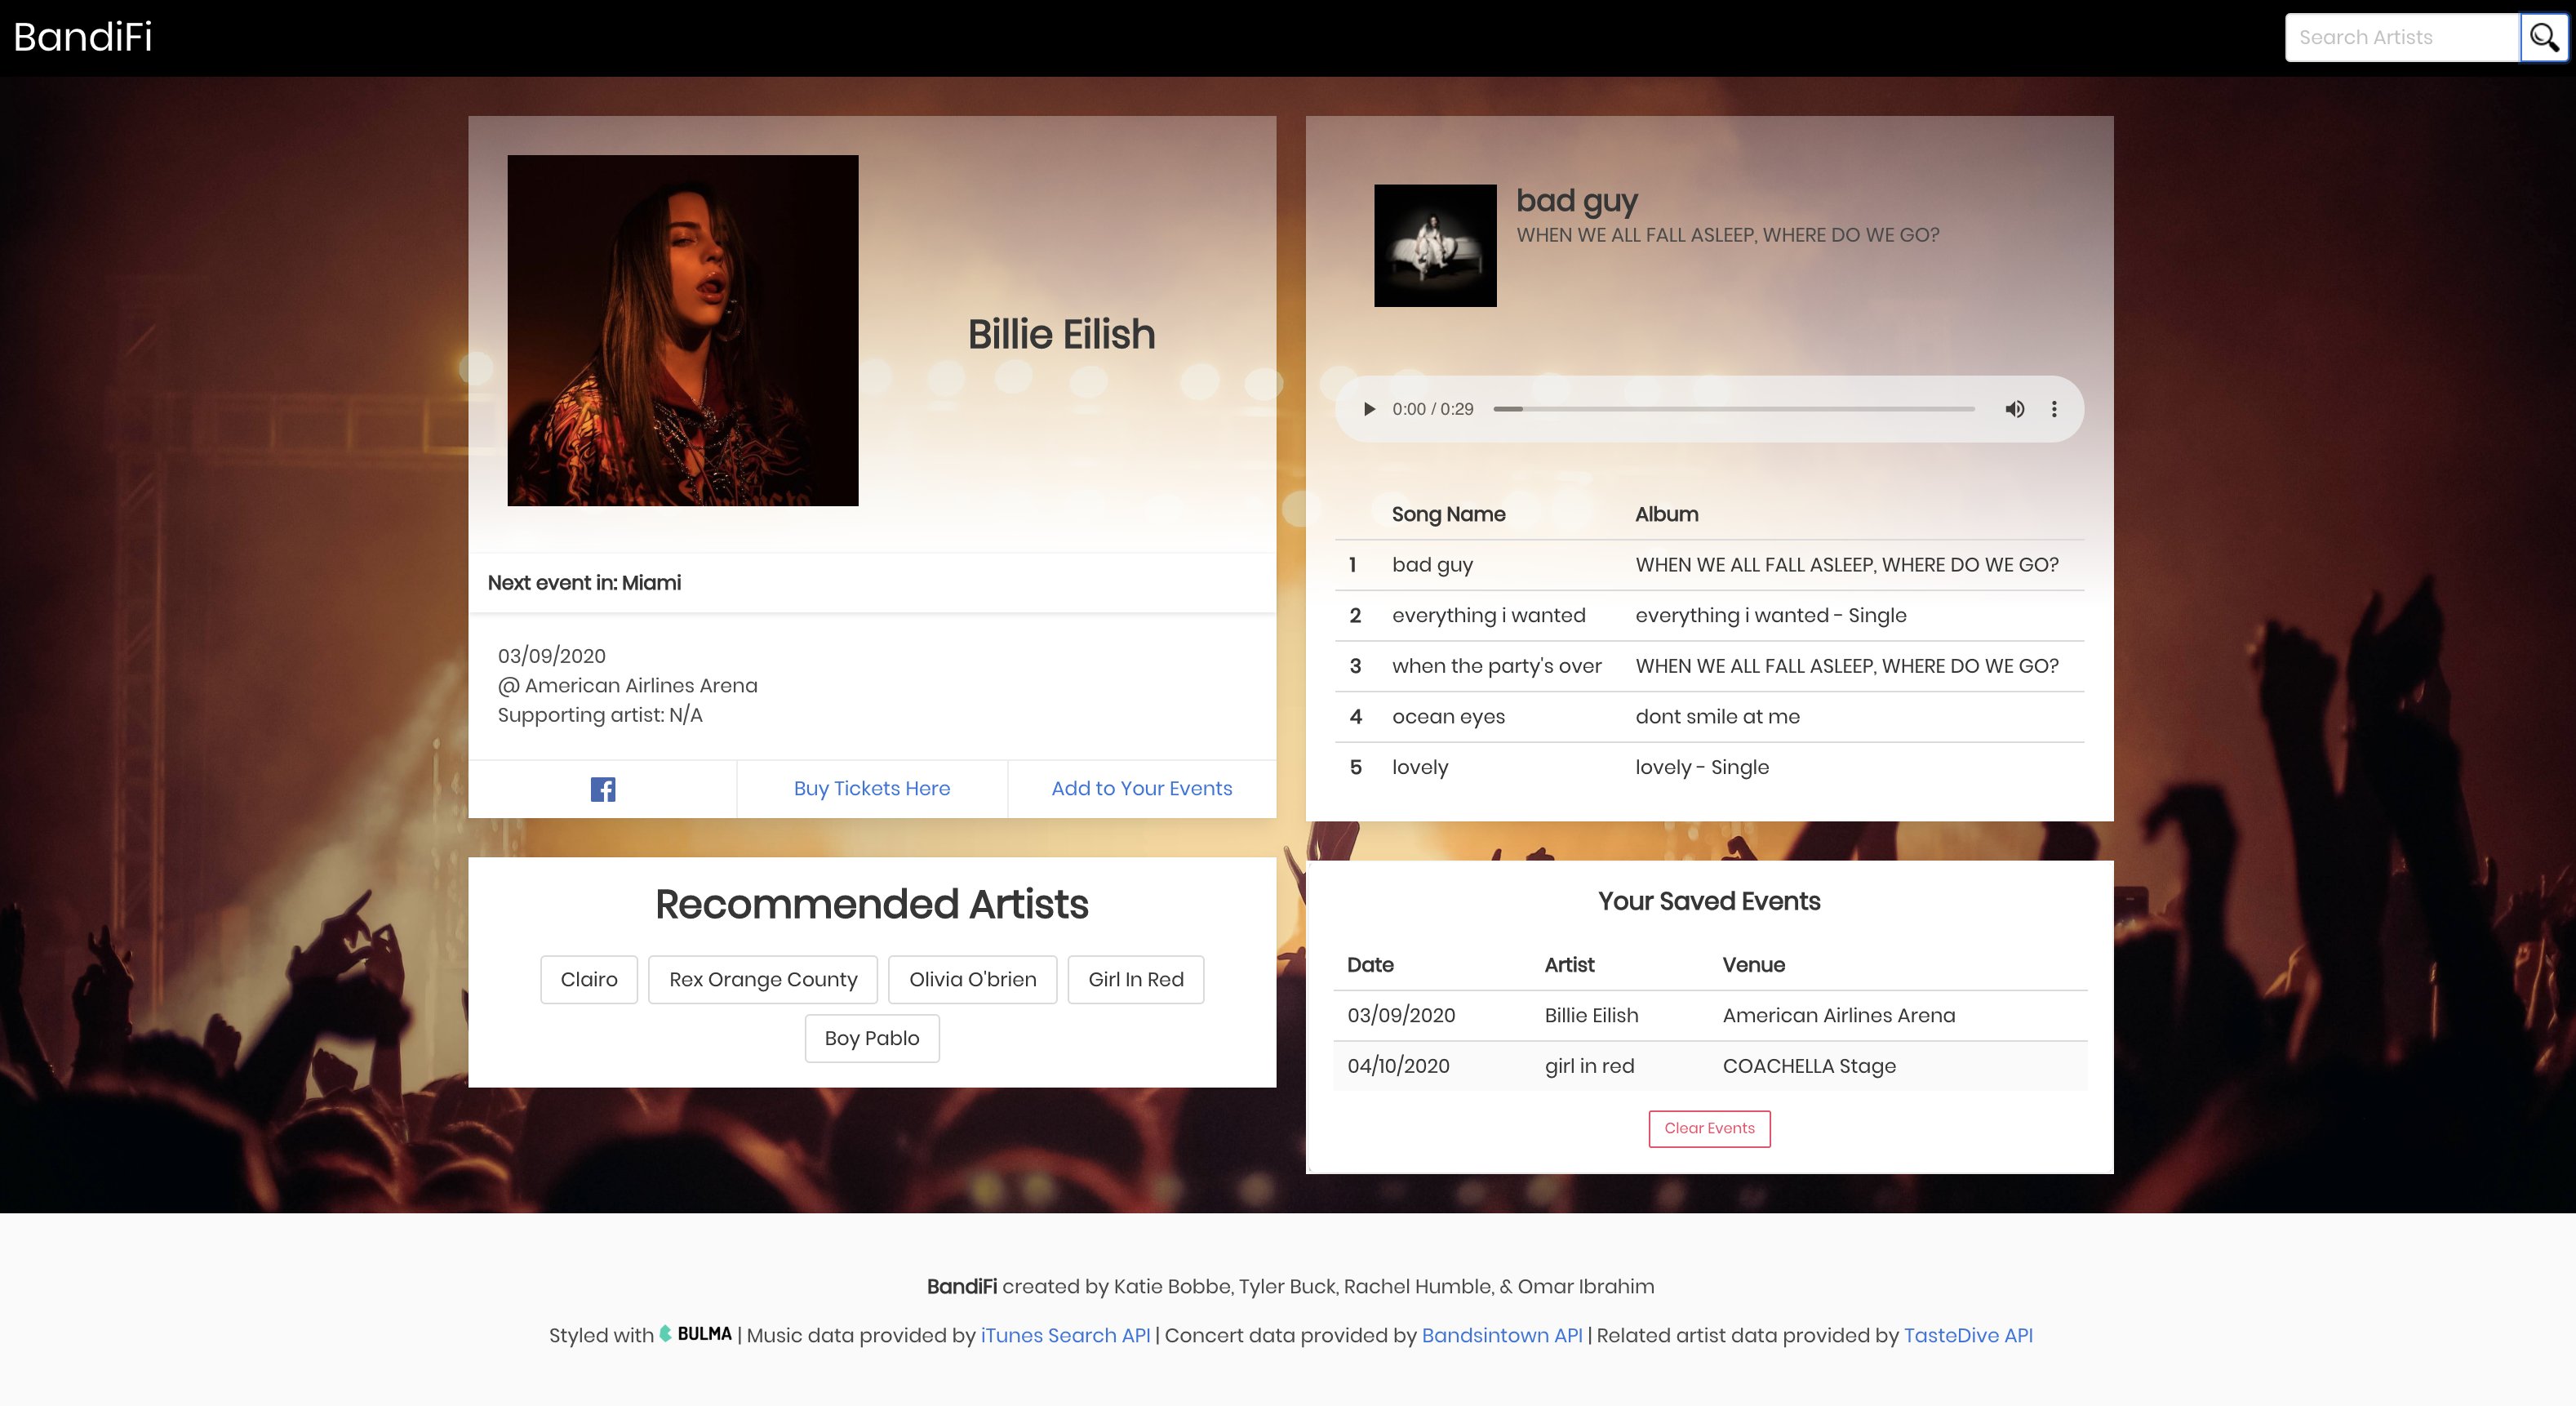 BandiFi
Search Artists
Billie Eilish
Next event in: Miami
03/09/2020
@ American Airlines Arena
Supporting artist: N/A
Buy Tickets Here
Add to Your Events
Recommended Artists
Clairo
Rex Orange County
Olivia O'brien
Girl In Red
Boy Pablo
bad guy
WHEN WE ALL FALL ASLEEP, WHERE DO WE GO?
0:00 / 0:29
Song Name Album
1 bad guy WHEN WE ALL FALL ASLEEP, WHERE DO WE GO?
2 everything i wanted everything i wanted - Single
3 when the party's over WHEN WE ALL FALL ASLEEP, WHERE DO WE GO?
4 ocean eyes dont smile at me
5 lovely lovely - Single
Your Saved Events
Date Artist Venue
03/09/2020 Billie Eilish American Airlines Arena
04/10/2020 girl in red COACHELLA Stage
Clear Events
BandiFi created by Katie Bobbe, Tyler Buck, Rachel Humble, & Omar Ibrahim
Styled with BULMA | Music data provided by iTunes Search API | Concert data provided by Bandsintown API | Related artist data provided by TasteDive API